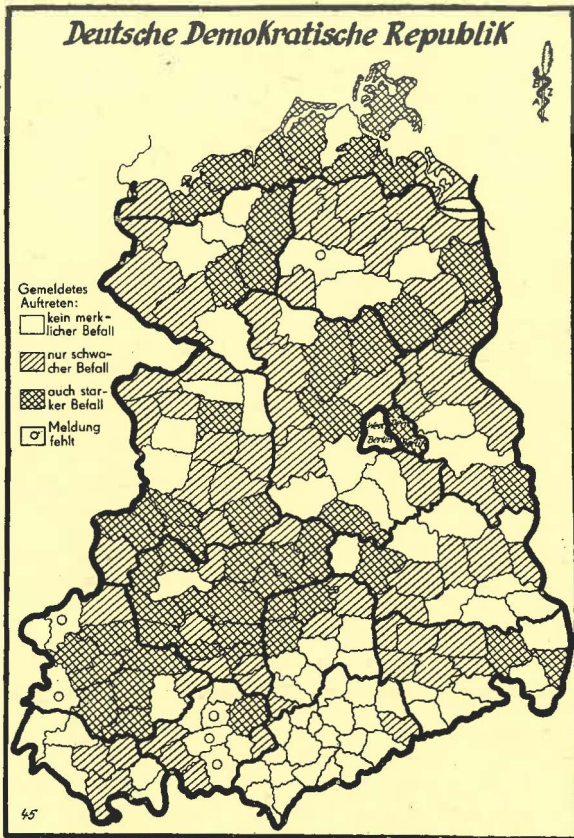 Deutsche Demokratische Republik
B
Z
A
Gemeldetes
Auftreten:
kein merk-
licher Befall
nur schwa-
cher Befall
auch star-
ker Befall
Meldung
fehlt
West
Berlin
45